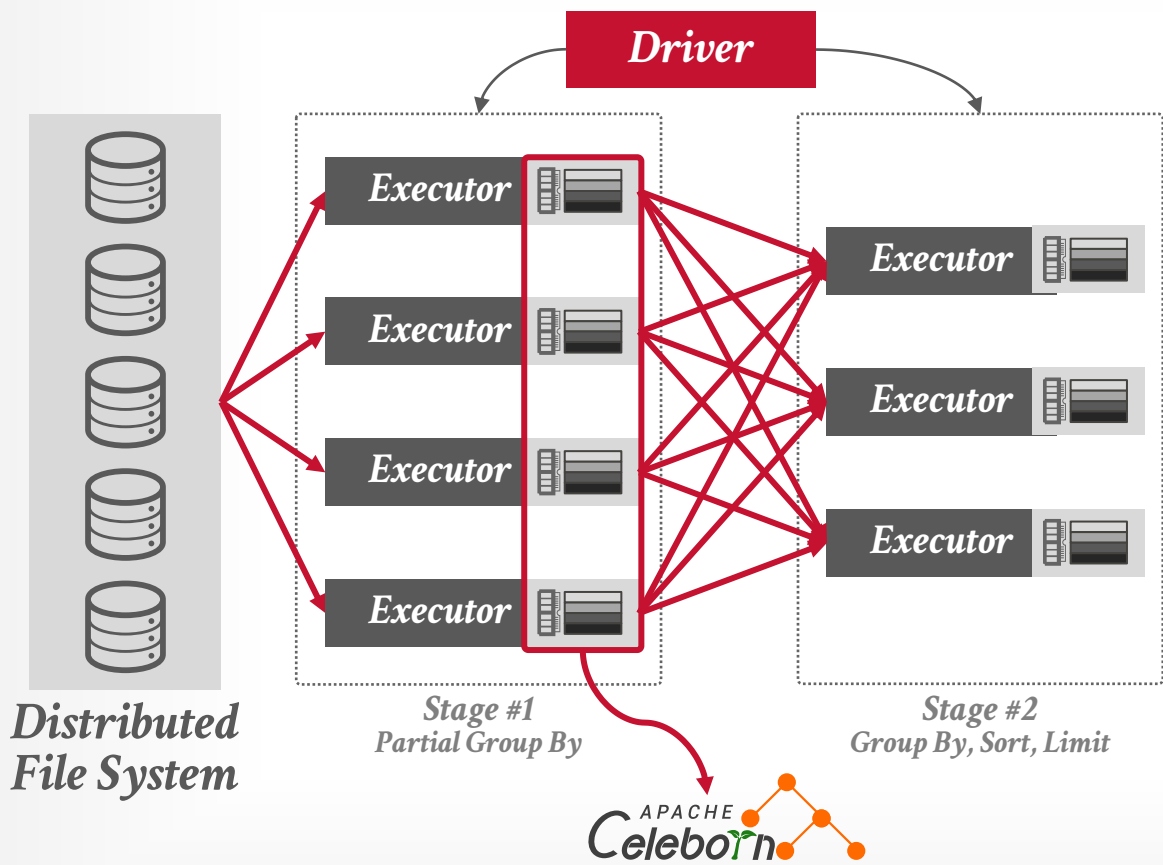 Driver
Executor
Executor
Executor
Executor
Executor
Executor
Executor
Distributed
File System
Stage #1
Partial Group By
Stage #2
Group By, Sort, Limit
APACHE
Celeborn